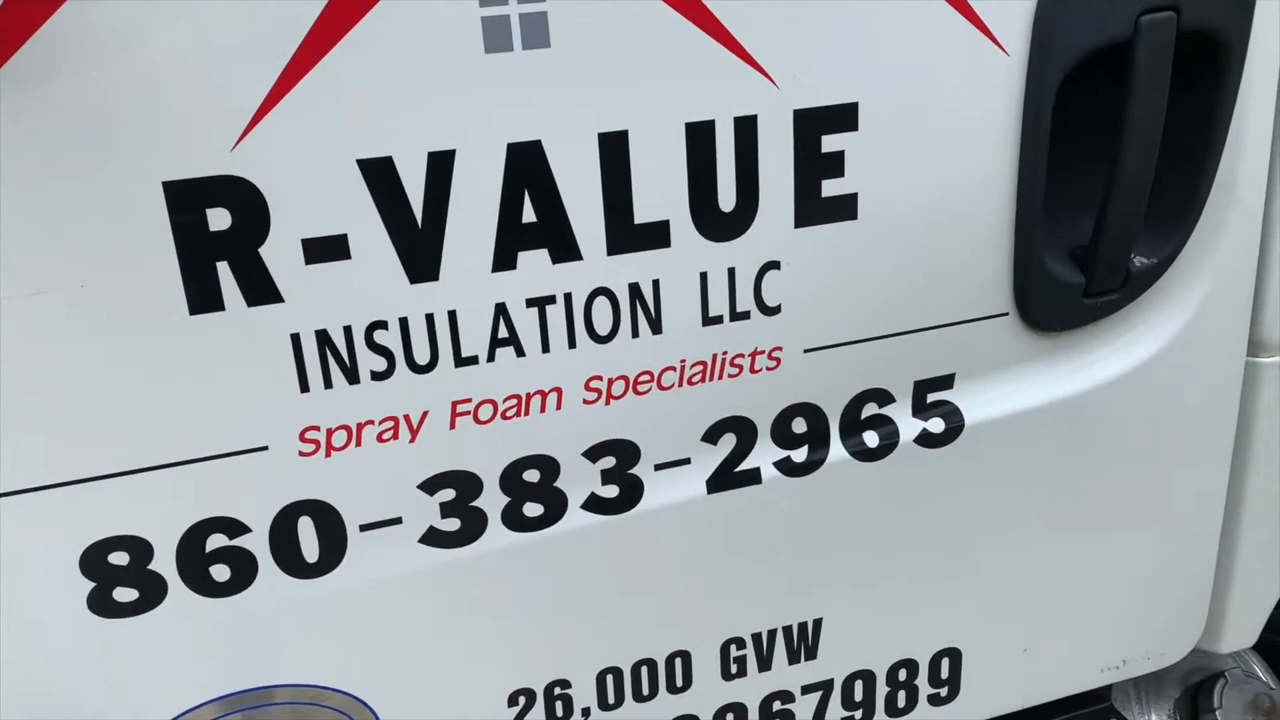 R-VALUE
INSULATION LLC
Spray Foam Specialists
860-383-2965
26,000 GVW